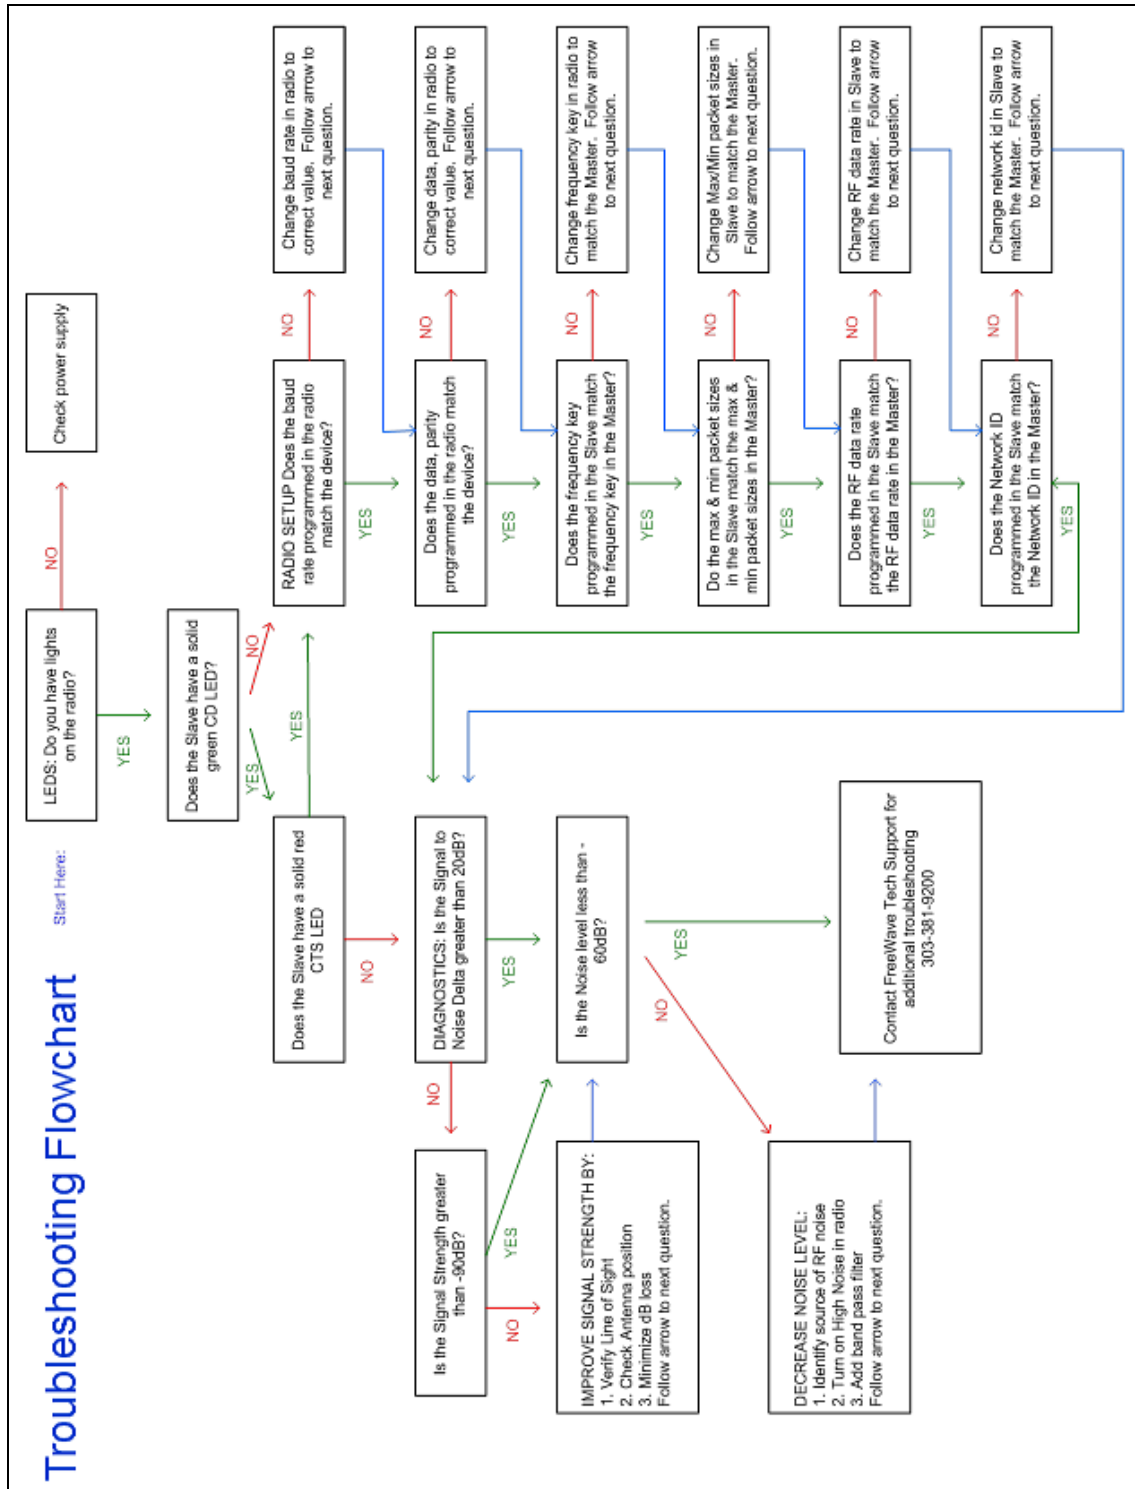 Troubleshooting Flowchart
Start Here:
LEDS: Do you have lights
on the radio?
NO
Check power supply
YES
Does the Slave have a solid
green CD LED?
YES
NO
Does the Slave have a solid red
CTS LED
YES
NO
RADIO SETUP Does the baud
rate programmed in the radio
match the device?
NO
Change baud rate in radio to
correct value. Follow arrow to
next question.
YES
Does the data, parity
programmed in the radio match
the device?
NO
Change data, parity in radio to
correct value. Follow arrow to
next question.
YES
Does the frequency key
programmed in the Slave match
the frequency key in the Master?
NO
Change frequency key in radio to
match the Master. Follow arrow
to next question.
YES
Do the max & min packet sizes
in the Slave match the max &
min packet sizes in the Master?
NO
Change Max/Min packet sizes in
Slave to match the Master.
Follow arrow to next question.
YES
Does the RF data rate
programmed in the Slave match
the RF data rate in the Master?
NO
Change RF data rate in Slave to
match the Master. Follow arrow
to next question.
YES
Does the Network ID
programmed in the Slave match
the Network ID in the Master?
NO
Change network id in Slave to
match the Master. Follow arrow
to next question.
YES
DIAGNOSTICS: Is the Signal to
Noise Delta greater than 20dB?
NO
YES
Is the Signal Strength greater
than -90dB?
YES
NO
IMPROVE SIGNAL STRENGTH BY:
1. Verify Line of Sight
2. Check Antenna position
3. Minimize dB loss
Follow arrow to next question.
Is the Noise level less than -
60dB?
NO
YES
DECREASE NOISE LEVEL:
1. Identify source of RF noise
2. Turn on High Noise in radio
3. Add band pass filter
Follow arrow to next question.
Contact FreeWave Tech Support for
additional troubleshooting
303-381-9200